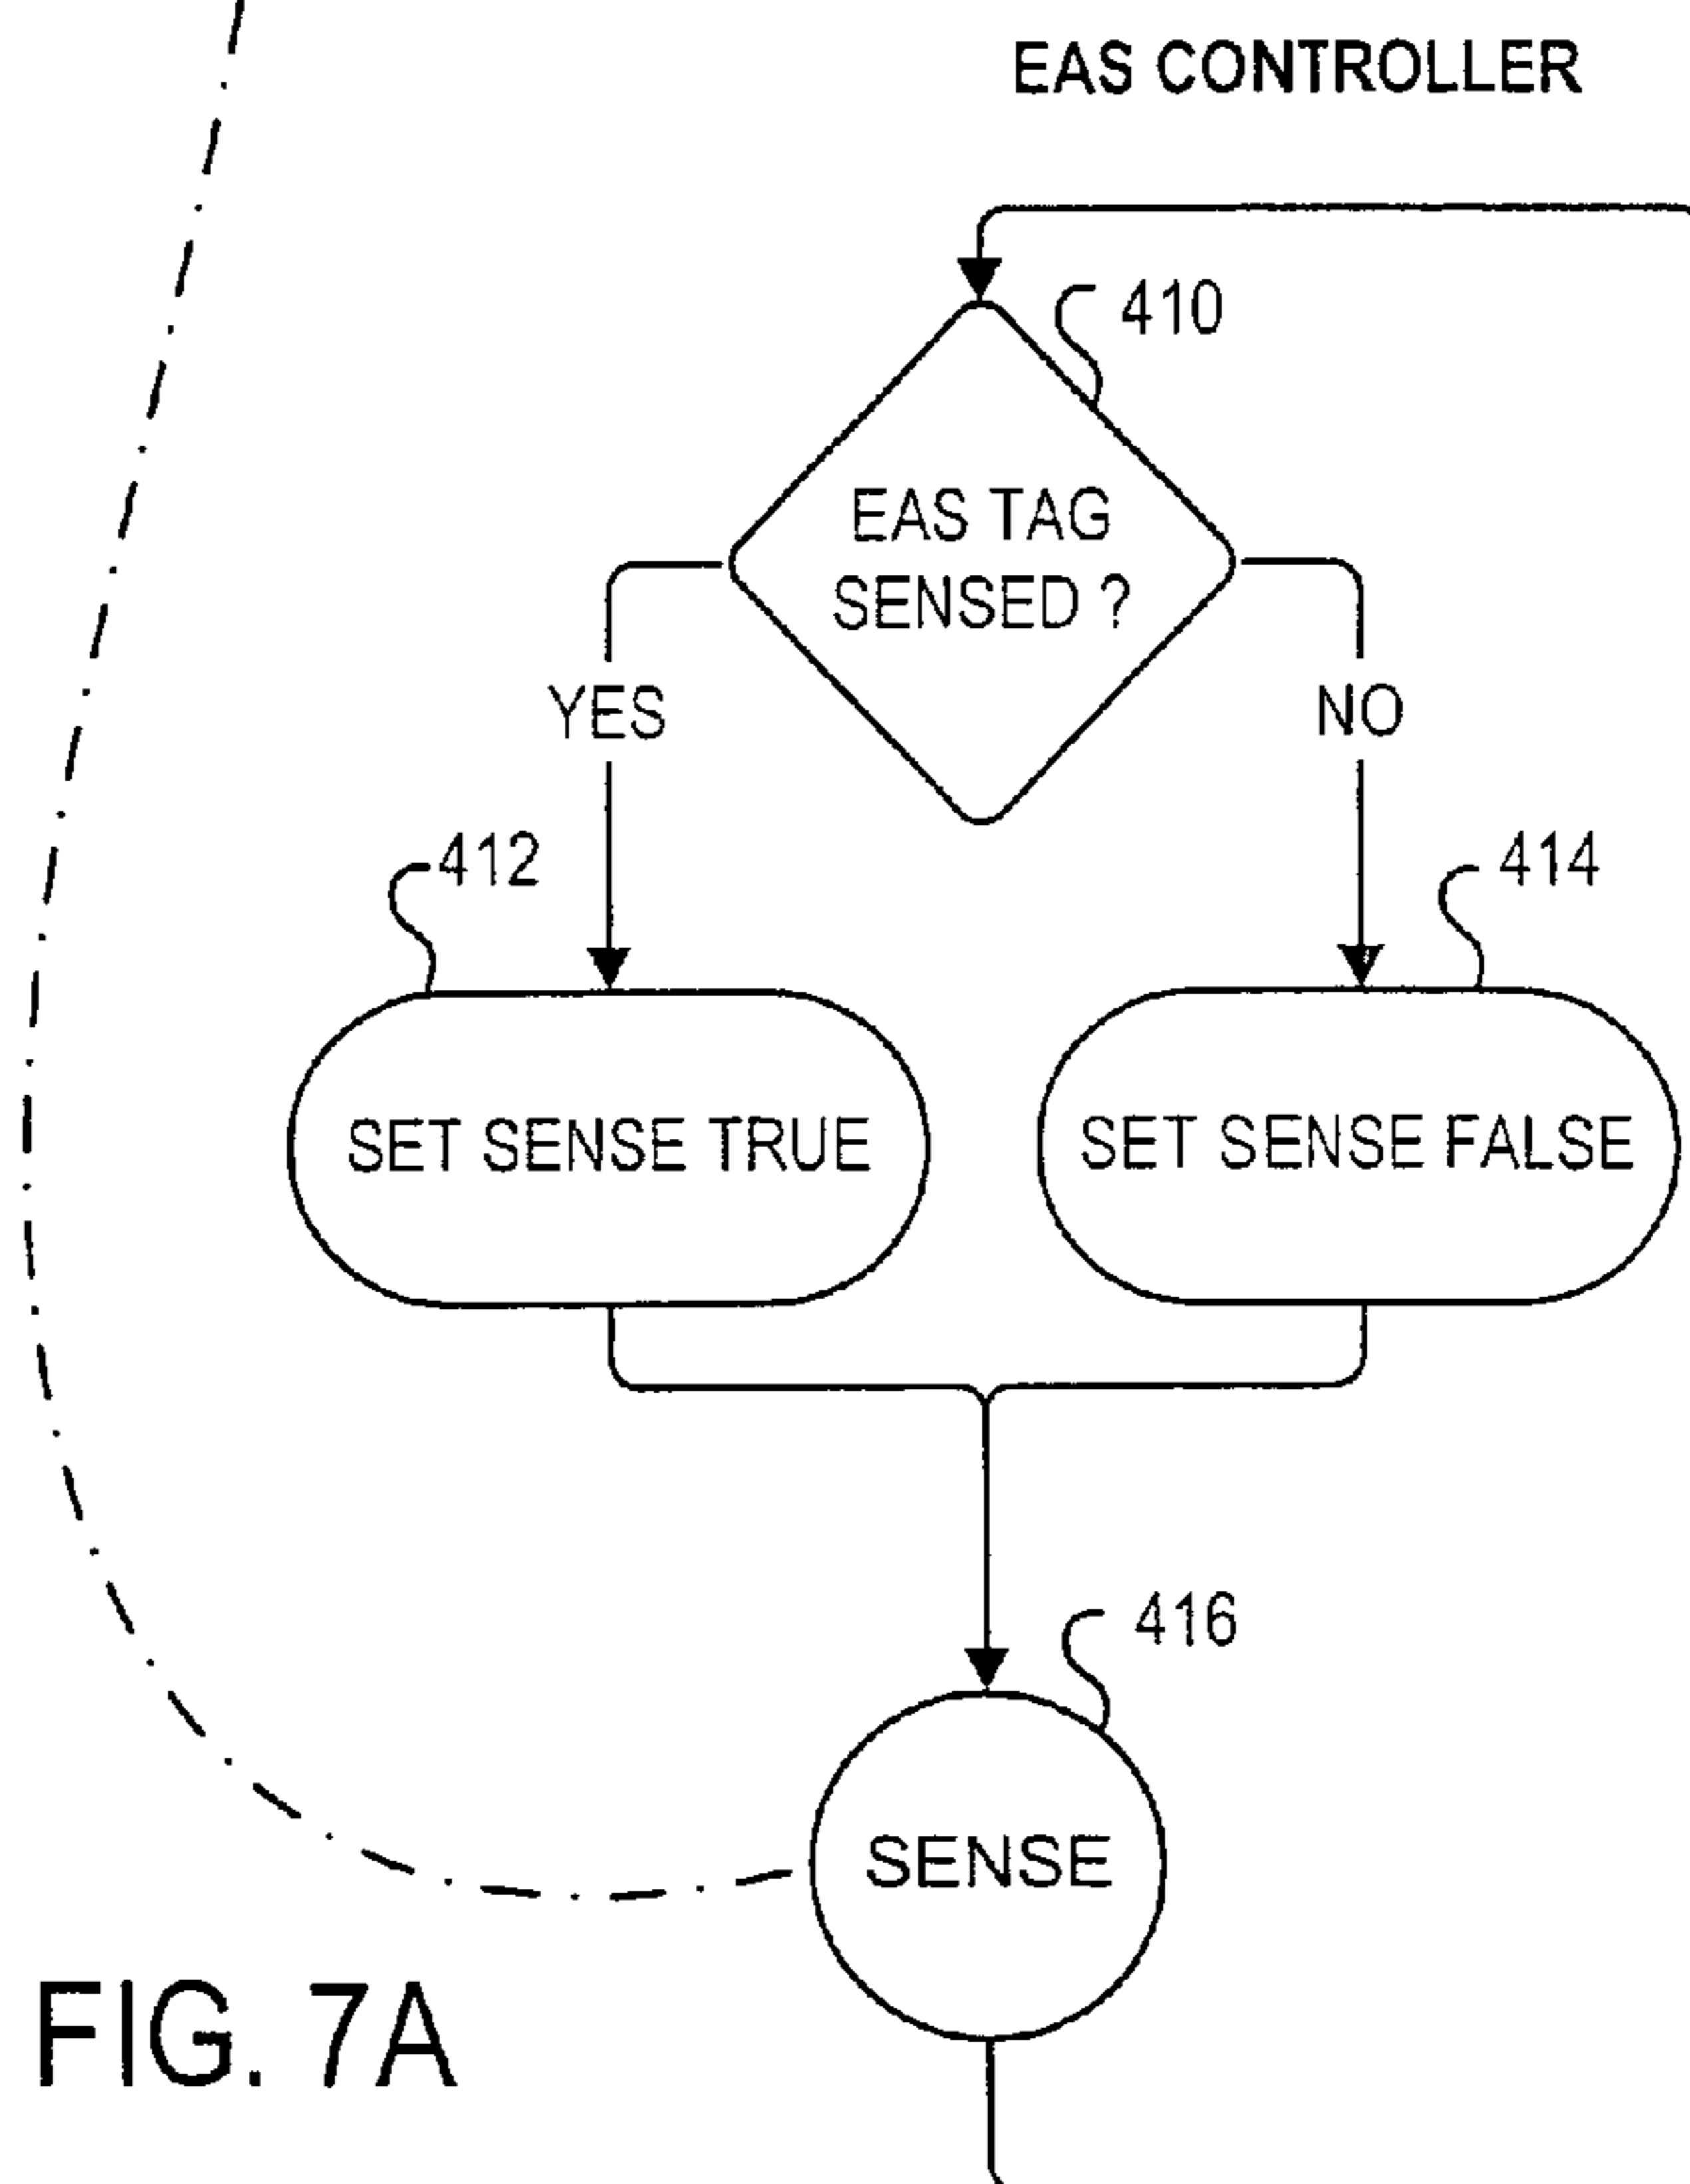 EAS CONTROLLER
410
EAS TAG
SENSED ?
YES
NO
412
414
SET SENSE TRUE
SET SENSE FALSE
416
SENSE
FIG. 7A